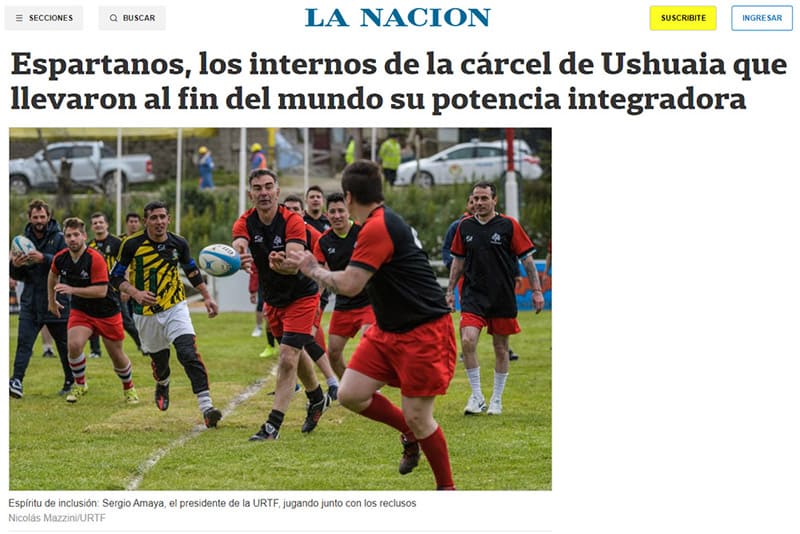 SECCIONES
BUSCAR
LA NACION
SUSCRIBITE
INGRESAR
Espartanos, los internos de la cárcel de Ushuaia que
llevaron al fin del mundo su potencia integradora
Espíritu de inclusión: Sergio Amaya, el presidente de la URTF, jugando junto con los reclusos
Nicolás Mazzini/URTF